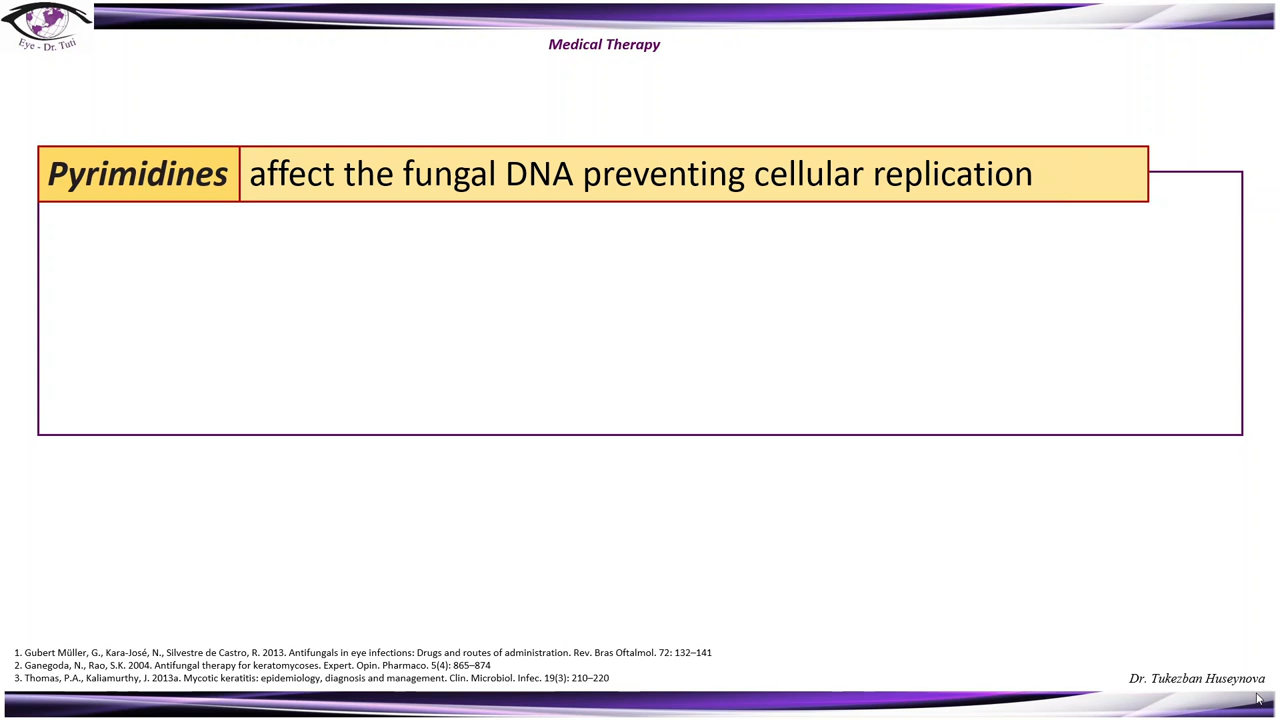 Eye - Dr. Tuti
Medical Therapy
Pyrimidines affect the fungal DNA preventing cellular replication
1. Gubert Müller, G., Kara-José, N., Silvestre de Castro, R. 2013. Antifungals in eye infections: Drugs and routes of administration. Rev. Bras Oftalmol. 72: 132–141
2. Ganegoda, N., Rao, S.K. 2004. Antifungal therapy for keratomycoses. Expert. Opin. Pharmaco. 5(4): 865–874
3. Thomas, P.A., Kaliamurthy, J. 2013a. Mycotic keratitis: epidemiology, diagnosis and management. Clin. Microbiol. Infec. 19(3): 210–220
Dr. Tukezban Huseynova